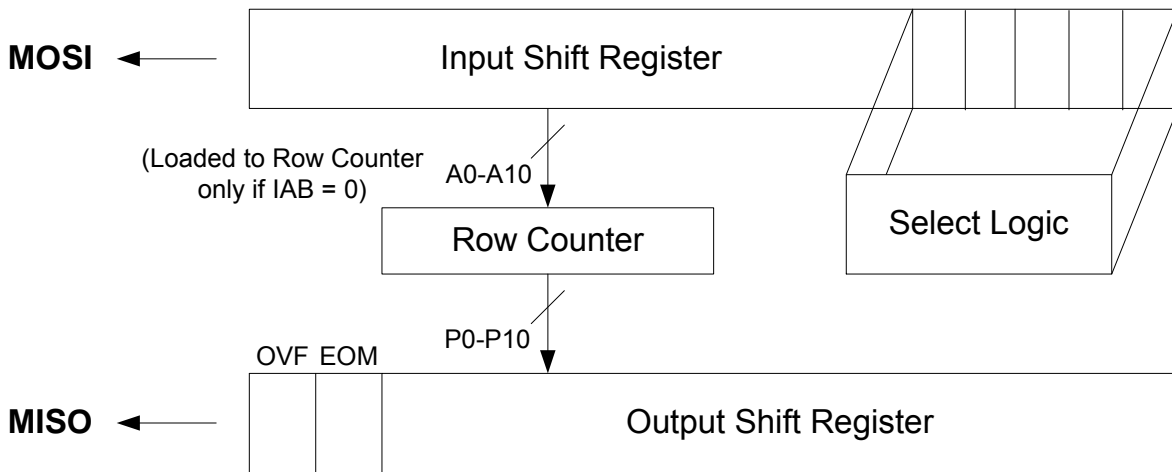 MOSI
Input Shift Register
(Loaded to Row Counter
only if IAB = 0)
A0-A10
Row Counter
Select Logic
P0-P10
OVF EOM
MISO
Output Shift Register